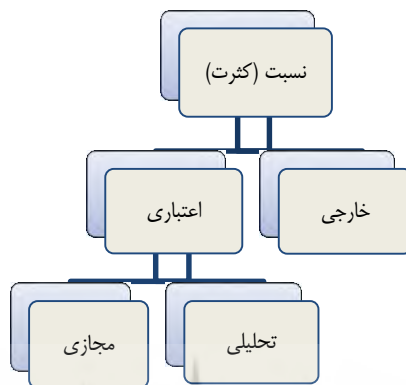 نسبت (کثرت)
خارجی
اعتباری
تحلیلی
مجازی